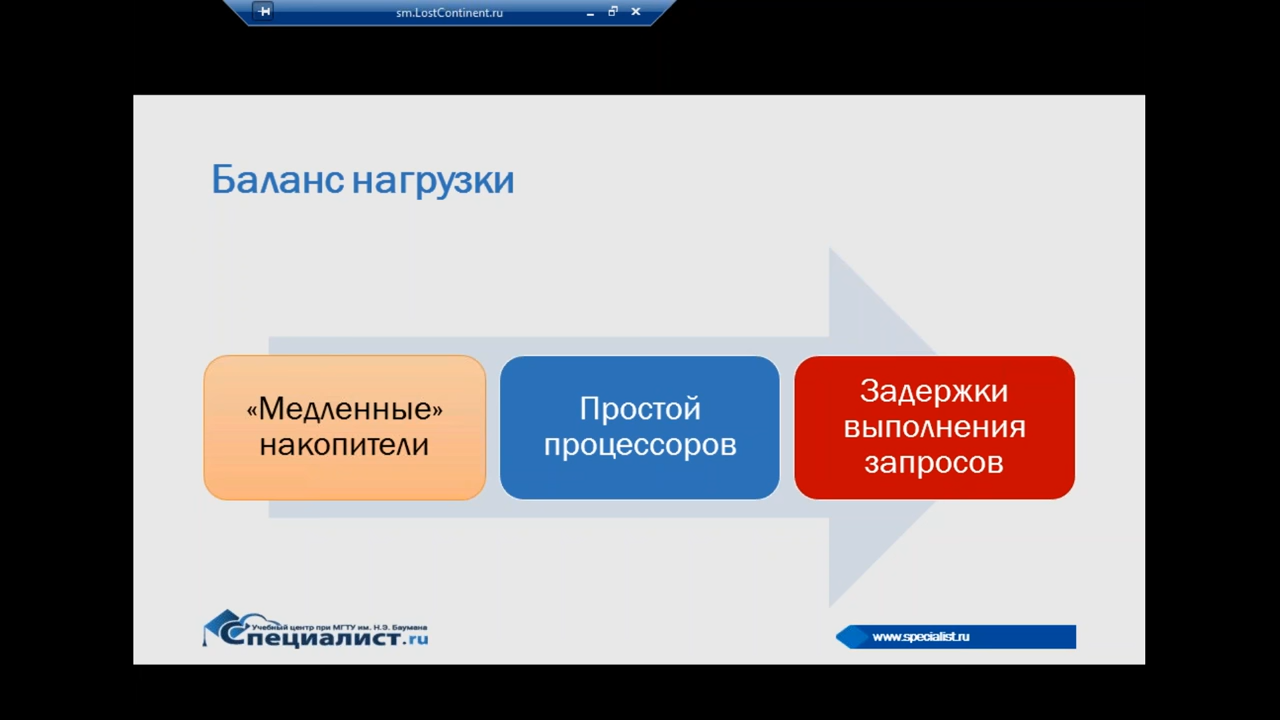 sm.LostContinent.ru
Баланс нагрузки
«Медленные»
накопители
Простой
процессоров
Задержки
выполнения
запросов
Учебный центр при МГТУ им. Н.Э. Баумана
Специалист.ru
www.specialist.ru